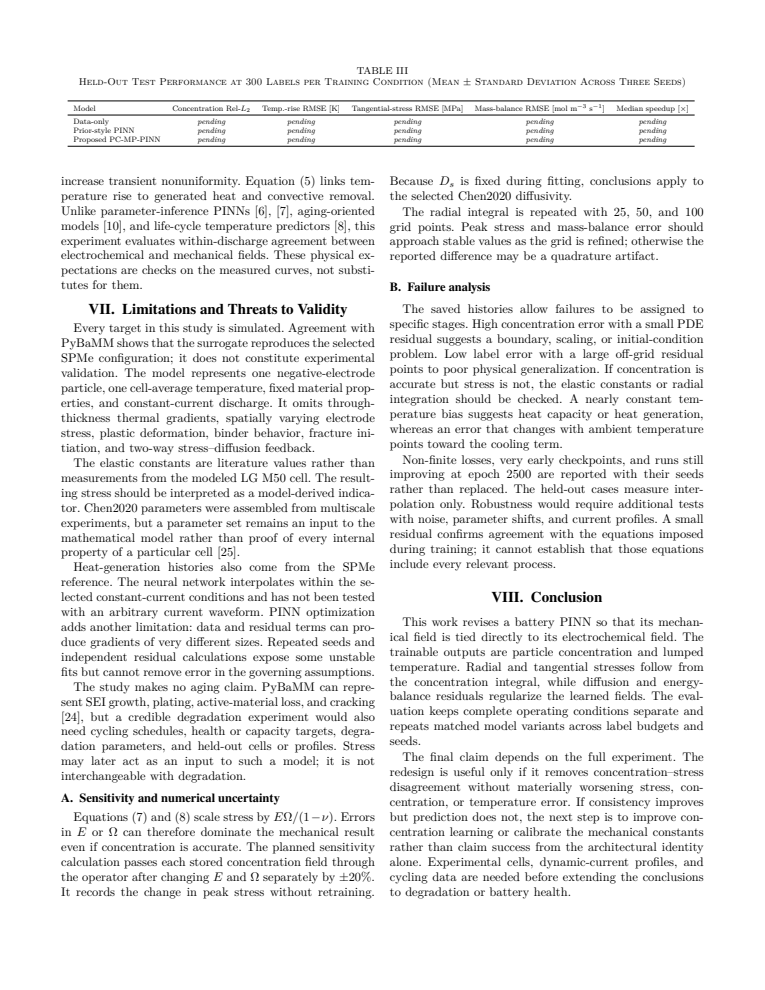 TABLE III
Held-Out Test Performance at 300 Labels per Training Condition (Mean ± Standard Deviation Across Three Seeds)
Model Concentration Rel-L2 Temp.-rise RMSE [K] Tangential-stress RMSE [MPa] Mass-balance RMSE [mol m−3 s−1] Median speedup [×]
Data-only pending pending pending pending pending
Prior-style PINN pending pending pending pending pending
Proposed PC-MP-PINN pending pending pending pending pending
increase transient nonuniformity. Equation (5) links tem-
perature rise to generated heat and convective removal.
Unlike parameter-inference PINNs [6], [7], aging-oriented
models [10], and life-cycle temperature predictors [8], this
experiment evaluates within-discharge agreement between
electrochemical and mechanical fields. These physical ex-
pectations are checks on the measured curves, not substi-
tutes for them.
VII. Limitations and Threats to Validity
Every target in this study is simulated. Agreement with
PyBaMM shows that the surrogate reproduces the selected
SPMe configuration; it does not constitute experimental
validation. The model represents one negative-electrode
particle, one cell-average temperature, fixed material prop-
erties, and constant-current discharge. It omits through-
thickness thermal gradients, spatially varying electrode
stress, plastic deformation, binder behavior, fracture ini-
tiation, and two-way stress–diffusion feedback.
The elastic constants are literature values rather than
measurements from the modeled LG M50 cell. The result-
ing stress should be interpreted as a model-derived indica-
tor. Chen2020 parameters were assembled from multiscale
experiments, but a parameter set remains an input to the
mathematical model rather than proof of every internal
property of a particular cell [25].
Heat-generation histories also come from the SPMe
reference. The neural network interpolates within the se-
lected constant-current conditions and has not been tested
with an arbitrary current waveform. PINN optimization
adds another limitation: data and residual terms can pro-
duce gradients of very different sizes. Repeated seeds and
independent residual calculations expose some unstable
fits but cannot remove error in the governing assumptions.
The study makes no aging claim. PyBaMM can repre-
sent SEI growth, plating, active-material loss, and cracking
[24], but a credible degradation experiment would also
need cycling schedules, health or capacity targets, degra-
dation parameters, and held-out cells or profiles. Stress
may later act as an input to such a model; it is not
interchangeable with degradation.
A. Sensitivity and numerical uncertainty
Equations (7) and (8) scale stress by EΩ/(1−ν). Errors
in E or Ω can therefore dominate the mechanical result
even if concentration is accurate. The planned sensitivity
calculation passes each stored concentration field through
the operator after changing E and Ω separately by ±20%.
It records the change in peak stress without retraining.
Because Ds is fixed during fitting, conclusions apply to
the selected Chen2020 diffusivity.
The radial integral is repeated with 25, 50, and 100
grid points. Peak stress and mass-balance error should
approach stable values as the grid is refined; otherwise the
reported difference may be a quadrature artifact.
B. Failure analysis
The saved histories allow failures to be assigned to
specific stages. High concentration error with a small PDE
residual suggests a boundary, scaling, or initial-condition
problem. Low label error with a large off-grid residual
points to poor physical generalization. If concentration is
accurate but stress is not, the elastic constants or radial
integration should be checked. A nearly constant tem-
perature bias suggests heat capacity or heat generation,
whereas an error that changes with ambient temperature
points toward the cooling term.
Non-finite losses, very early checkpoints, and runs still
improving at epoch 2500 are reported with their seeds
rather than replaced. The held-out cases measure inter-
polation only. Robustness would require additional tests
with noise, parameter shifts, and current profiles. A small
residual confirms agreement with the equations imposed
during training; it cannot establish that those equations
include every relevant process.
VIII. Conclusion
This work revises a battery PINN so that its mechan-
ical field is tied directly to its electrochemical field. The
trainable outputs are particle concentration and lumped
temperature. Radial and tangential stresses follow from
the concentration integral, while diffusion and energy-
balance residuals regularize the learned fields. The eval-
uation keeps complete operating conditions separate and
repeats matched model variants across label budgets and
seeds.
The final claim depends on the full experiment. The
redesign is useful only if it removes concentration–stress
disagreement without materially worsening stress, con-
centration, or temperature error. If consistency improves
but prediction does not, the next step is to improve con-
centration learning or calibrate the mechanical constants
rather than claim success from the architectural identity
alone. Experimental cells, dynamic-current profiles, and
cycling data are needed before extending the conclusions
to degradation or battery health.